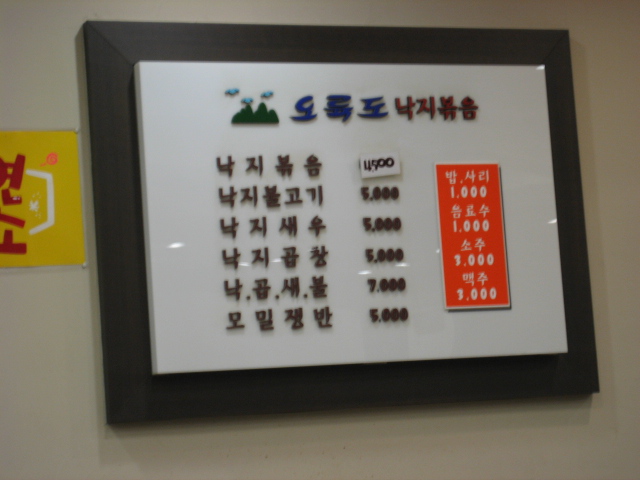 오륙도 낙지볶음
낙지볶음 4500
낙지불고기 5,000
낙지새우 5,000
낙지곱창 5,000
낙.곱.새.불 7,000
모밀쟁반 5,000
밥,사리
1,000
음료수
1,000
소주
3,000
맥주
3,000